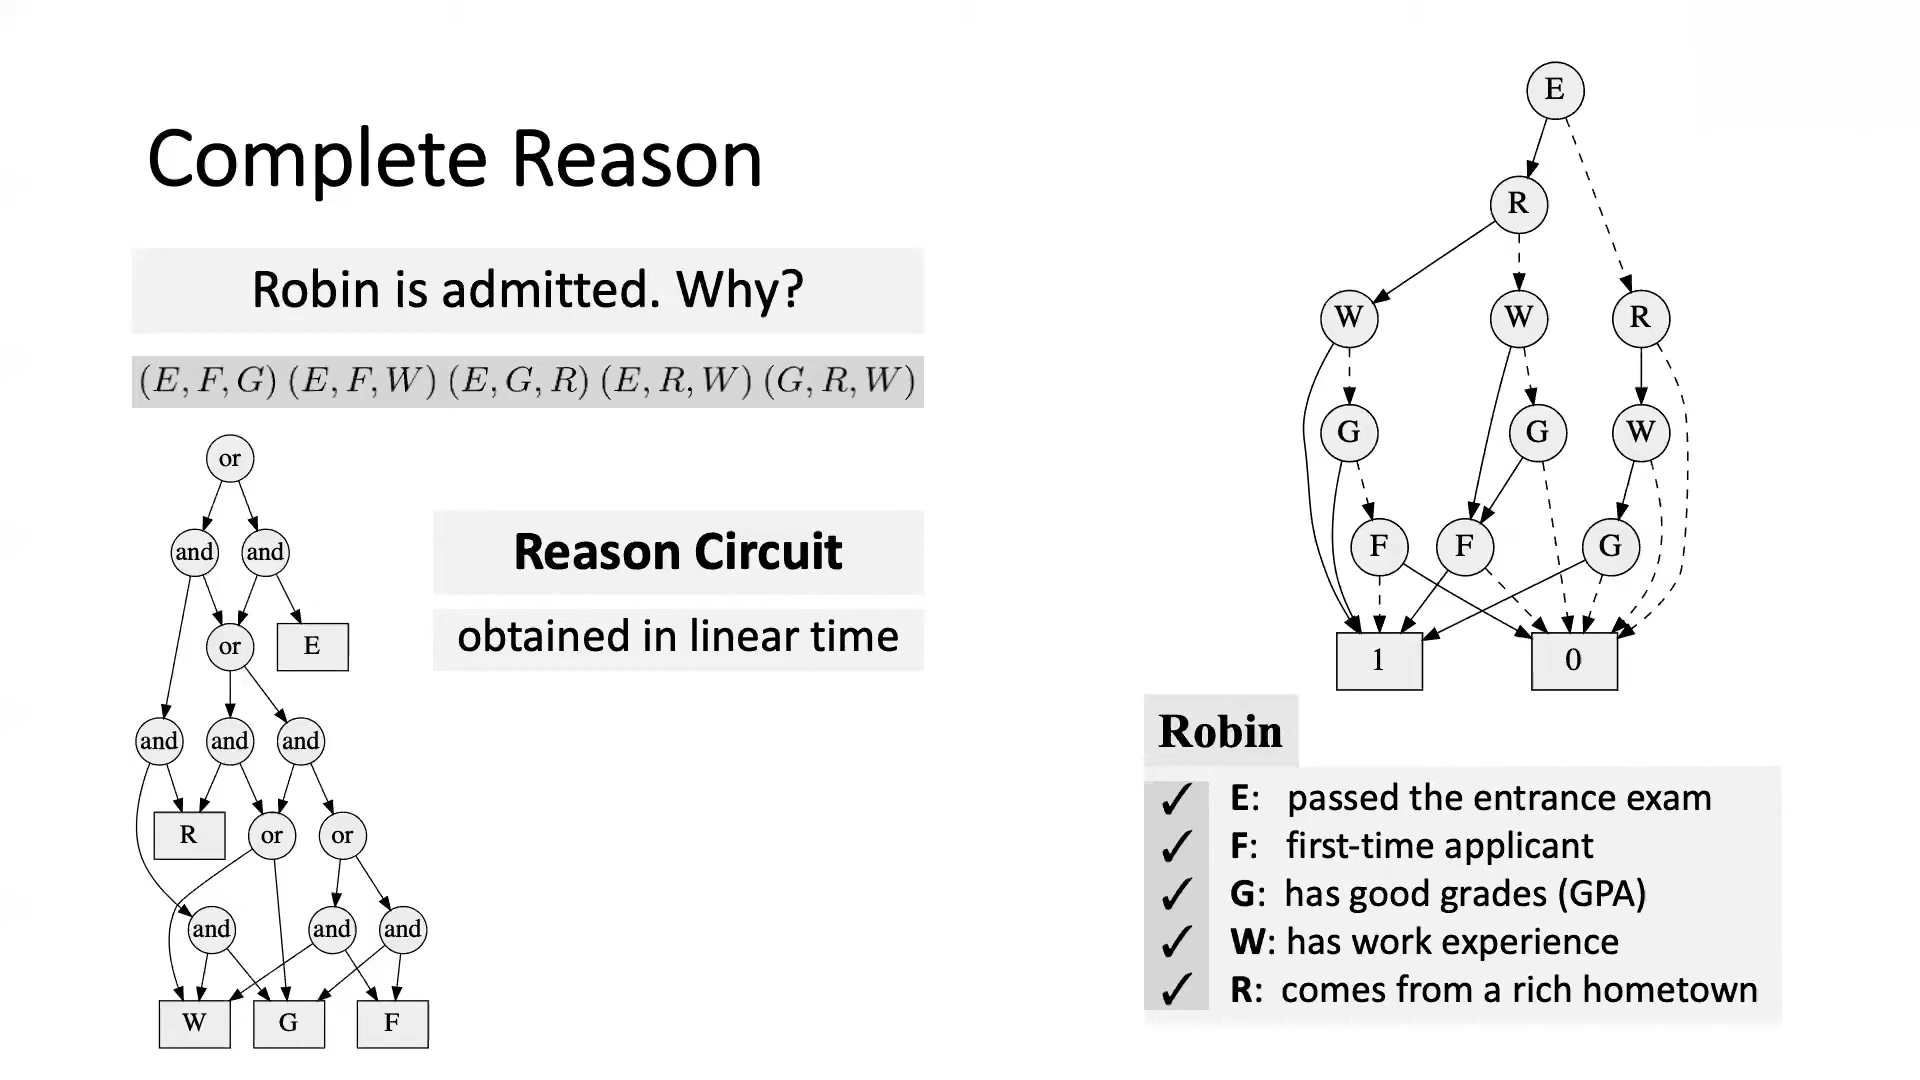 Complete Reason
Robin is admitted. Why?
(E, F, G) (E, F, W) (E, G, R) (E, R, W) (G, R, W)
or
and and
or E
and and and
R or or
and and and
W G F
Reason Circuit
obtained in linear time
E
R
W W R
G G W
F F G
1 0
Robin
✓ E: passed the entrance exam
✓ F: first-time applicant
✓ G: has good grades (GPA)
✓ W: has work experience
✓ R: comes from a rich hometown